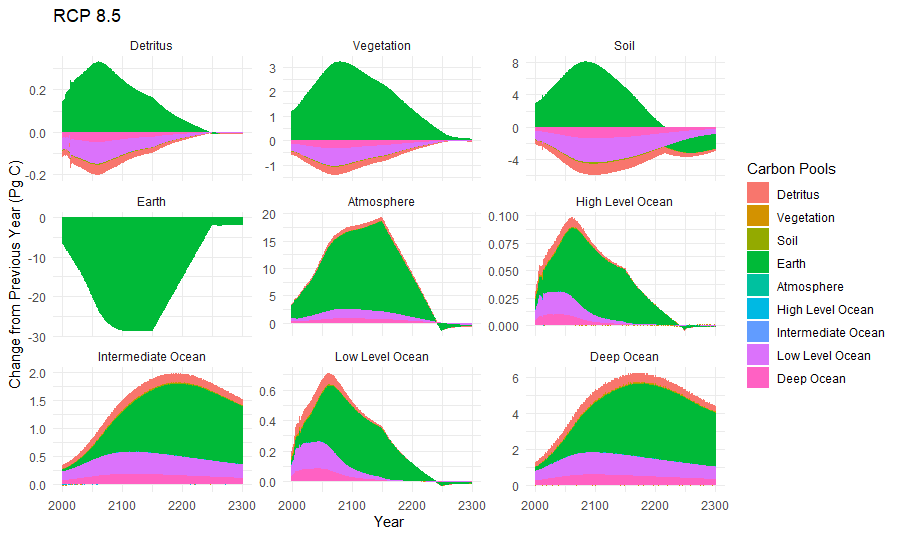 RCP 8.5
Detritus
Vegetation
Soil
0.2
0.0
-0.2
3
2
1
0
-1
8
4
0
-4
Earth
Atmosphere
High Level Ocean
0
-10
-20
-30
20
15
10
5
0
0.100
0.075
0.050
0.025
0.000
Intermediate Ocean
Low Level Ocean
Deep Ocean
2.0
1.5
1.0
0.5
0.0
0.6
0.4
0.2
0.0
6
4
2
0
2000 2100 2200 2300
2000 2100 2200 2300
2000 2100 2200 2300
Year
Change from Previous Year (Pg C)
Carbon Pools
Detritus
Vegetation
Soil
Earth
Atmosphere
High Level Ocean
Intermediate Ocean
Low Level Ocean
Deep Ocean